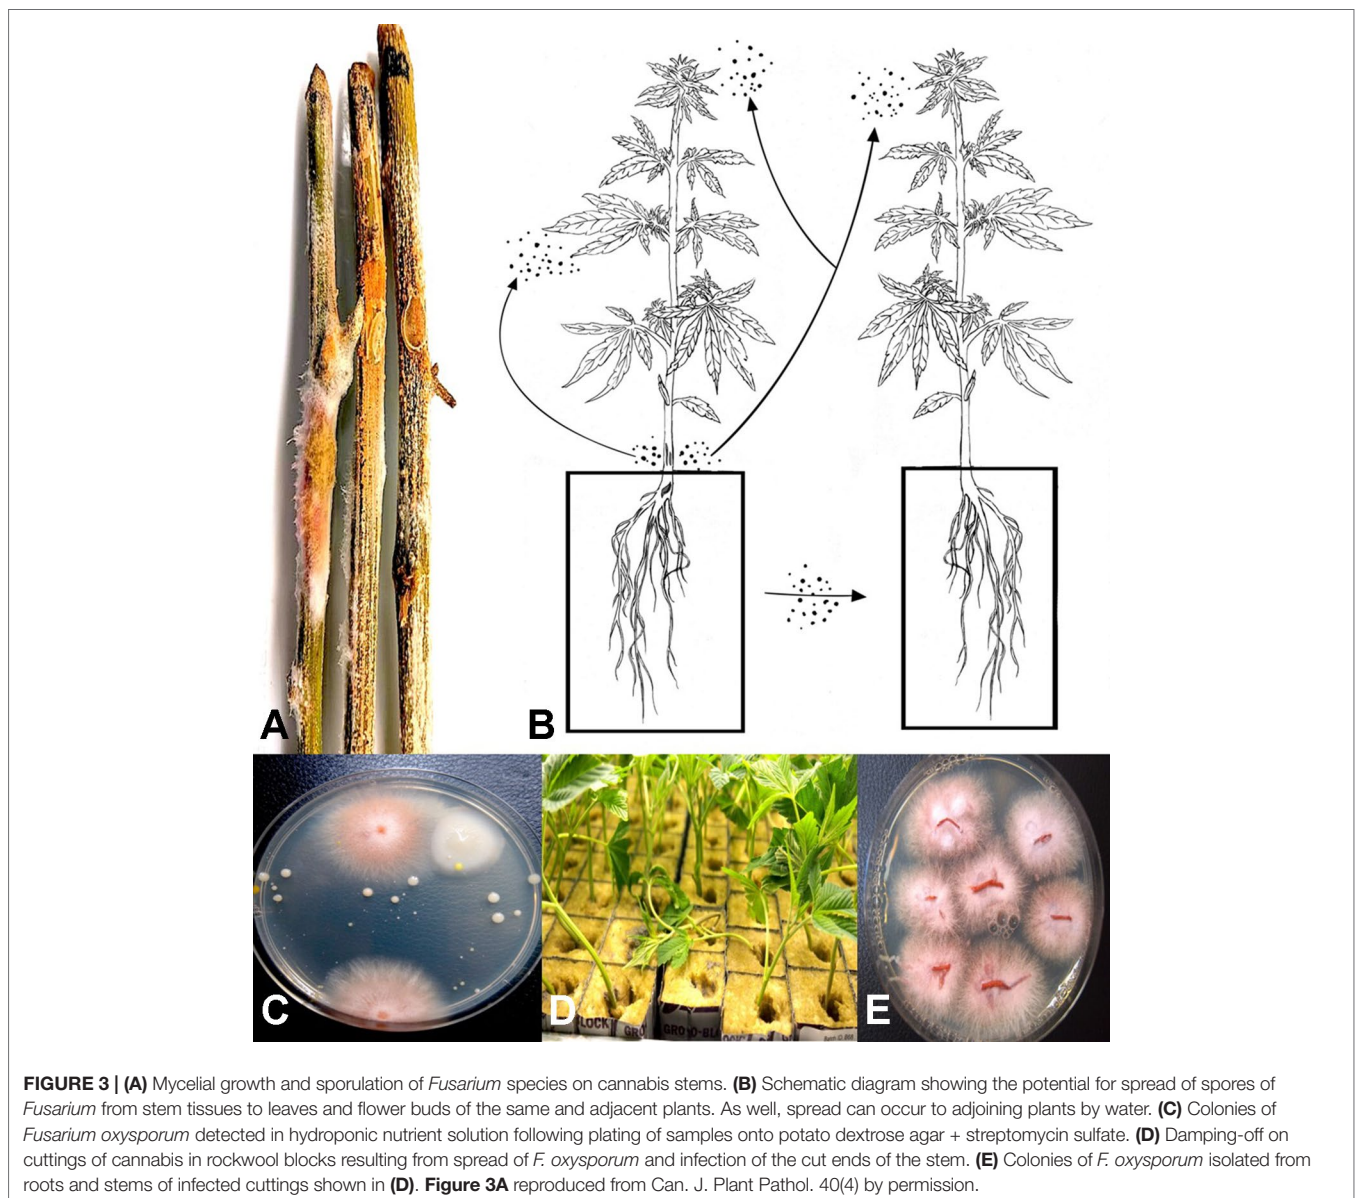 A
B
C
D
E
BLOCK
GRO
GRO
O-BL
FIGURE 3 | (A) Mycelial growth and sporulation of Fusarium species on cannabis stems. (B) Schematic diagram showing the potential for spread of spores of
Fusarium from stem tissues to leaves and flower buds of the same and adjacent plants. As well, spread can occur to adjoining plants by water. (C) Colonies of
Fusarium oxysporum detected in hydroponic nutrient solution following plating of samples onto potato dextrose agar + streptomycin sulfate. (D) Damping-off on
cuttings of cannabis in rockwool blocks resulting from spread of F. oxysporum and infection of the cut ends of the stem. (E) Colonies of F. oxysporum isolated from
roots and stems of infected cuttings shown in (D). Figure 3A reproduced from Can. J. Plant Pathol. 40(4) by permission.